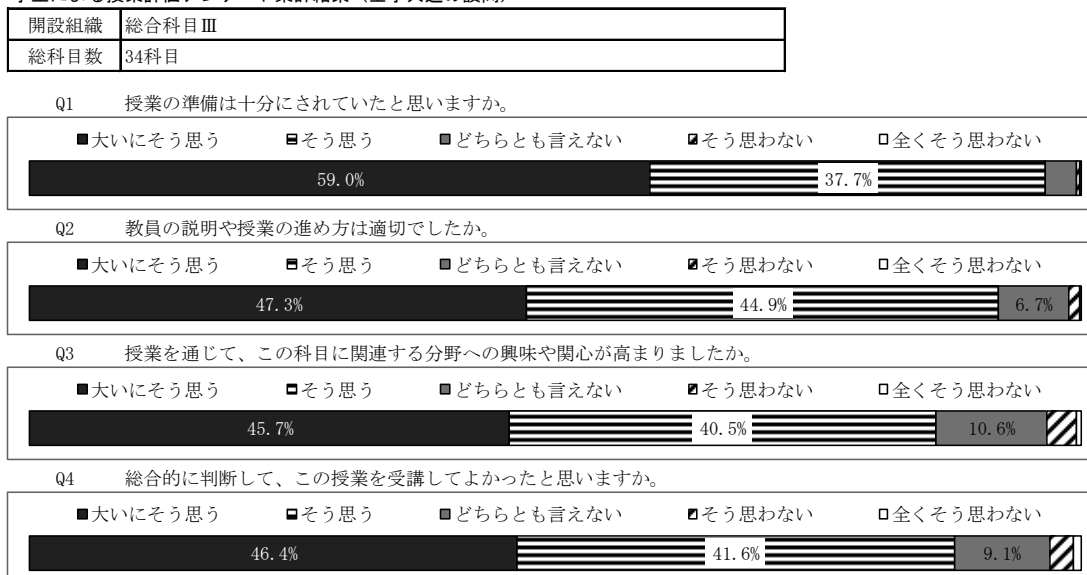 開設組織 総合科目Ⅲ
総科目数 34科目
Q1 授業の準備は十分にされていたと思いますか。
■大いにそう思う そう思う ■どちらとも言えない そう思わない □全くそう思わない
59.0% 37.7%
Q2 教員の説明や授業の進め方は適切でしたか。
■大いにそう思う そう思う ■どちらとも言えない そう思わない □全くそう思わない
47.3% 44.9% 6.7%
Q3 授業を通じて、この科目に関連する分野への興味や関心が高まりましたか。
■大いにそう思う そう思う ■どちらとも言えない そう思わない □全くそう思わない
45.7% 40.5% 10.6%
Q4 総合的に判断して、この授業を受講してよかったと思いますか。
■大いにそう思う そう思う ■どちらとも言えない そう思わない □全くそう思わない
46.4% 41.6% 9.1%